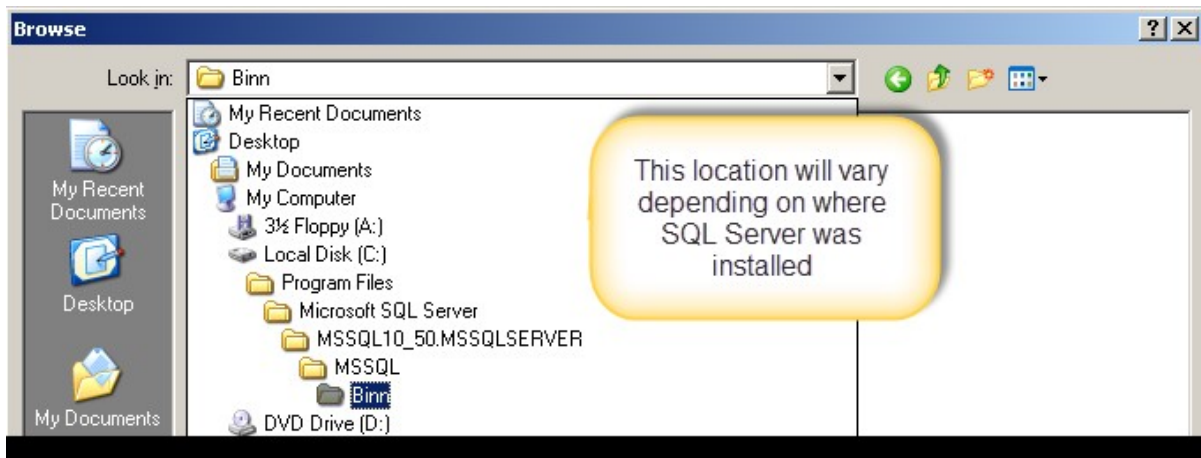 Browse
Look in: Binn
My Recent Documents
Desktop
My Documents
My Computer
3½ Floppy (A:)
Local Disk (C:)
Program Files
Microsoft SQL Server
MSSQL10_50.MSSQLSERVER
MSSQL
Binn
DVD Drive (D:)
My Recent
Documents
Desktop
My Documents
This location will vary
depending on where
SQL Server was
installed